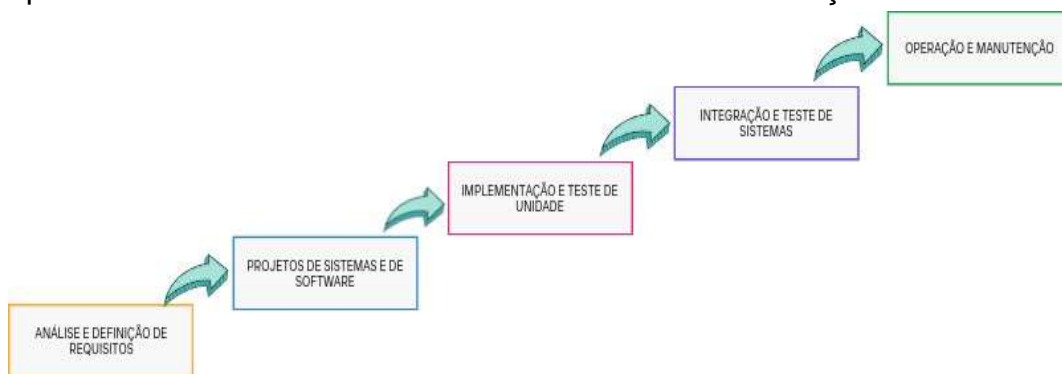 OPERAÇÃO E MANUTENÇÃO
INTEGRAÇÃO E TESTE DE
SISTEMAS
IMPLEMENTAÇÃO E TESTE DE
UNIDADE
PROJETOS DE SISTEMAS E DE
SOFTWARE
ANÁLISE E DEFINIÇÃO DE
REQUISITOS